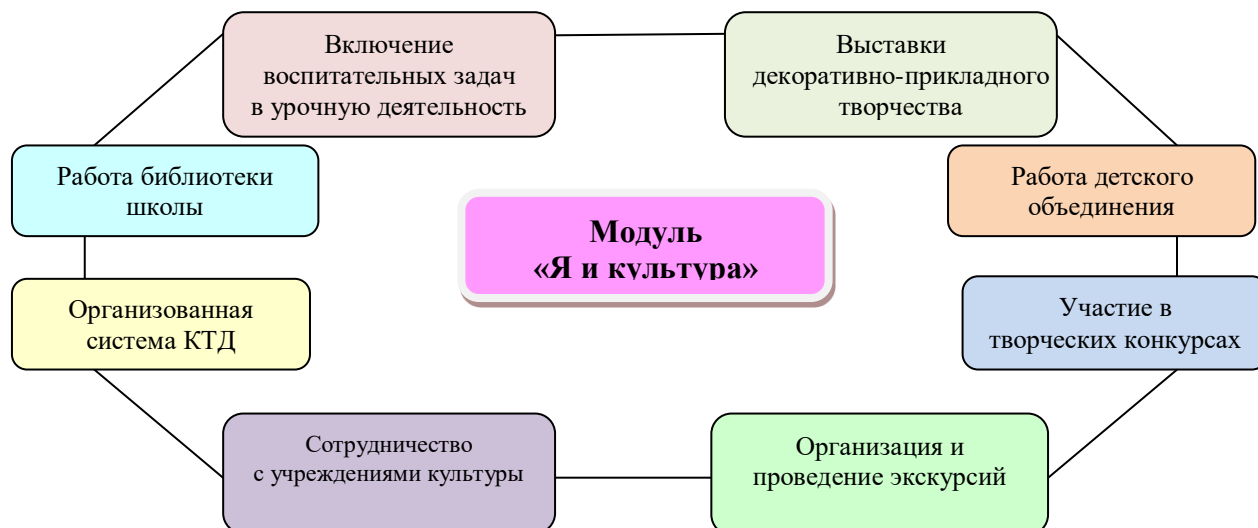 Включение
воспитательных задач
в урочную деятельность
Выставки
декоративно-прикладного
творчества
Работа библиотеки
школы
Работа детского
объединения
Модуль
«Я и культура»
Организованная
система КТД
Участие в
творческих конкурсах
Сотрудничество
с учреждениями культуры
Организация и
проведение экскурсий